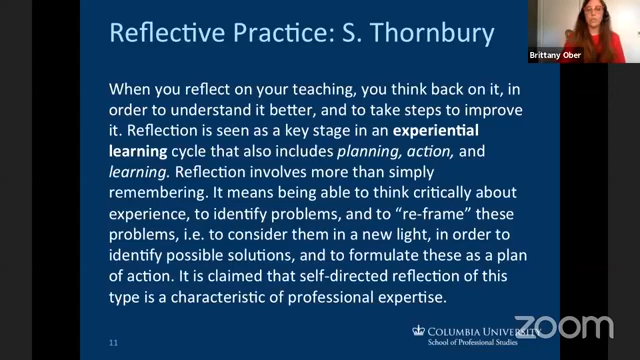 Reflective Practice: S. Thornbury
Brittany Ober
When you reflect on your teaching, you think back on it, in
order to understand it better, and to take steps to improve
it. Reflection is seen as a key stage in an experiential
learning cycle that also includes planning, action, and
learning. Reflection involves more than simply
remembering. It means being able to think critically about
experience, to identify problems, and to “re-frame” these
problems, i.e. to consider them in a new light, in order to
identify possible solutions, and to formulate these as a plan
of action. It is claimed that self-directed reflection of this
type is a characteristic of professional expertise.
11
COLUMBIA UNIVERSITY
School of Professional Studies
zoom